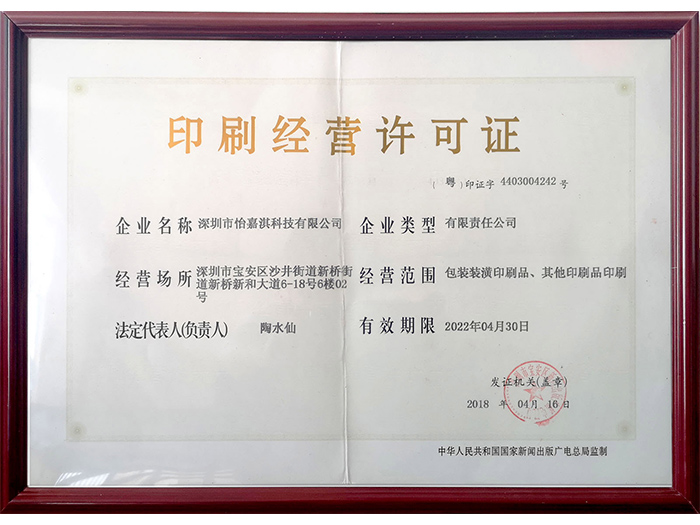 印刷经营许可证
(粤)印证字 4403004242 号
企业名称 深圳市怡嘉淇科技有限公司
企业类型 有限责任公司
经营场所 深圳市宝安区沙井街道新桥街
道新桥新和大道6-18号6楼02
号
经营范围 包装装潢印刷品、其他印刷品印刷
法定代表人(负责人) 陶水仙
有效期限 2022年04月30日
发证机关(盖章)
2018 年 04月 16日
中华人民共和国国家新闻出版广电总局监制